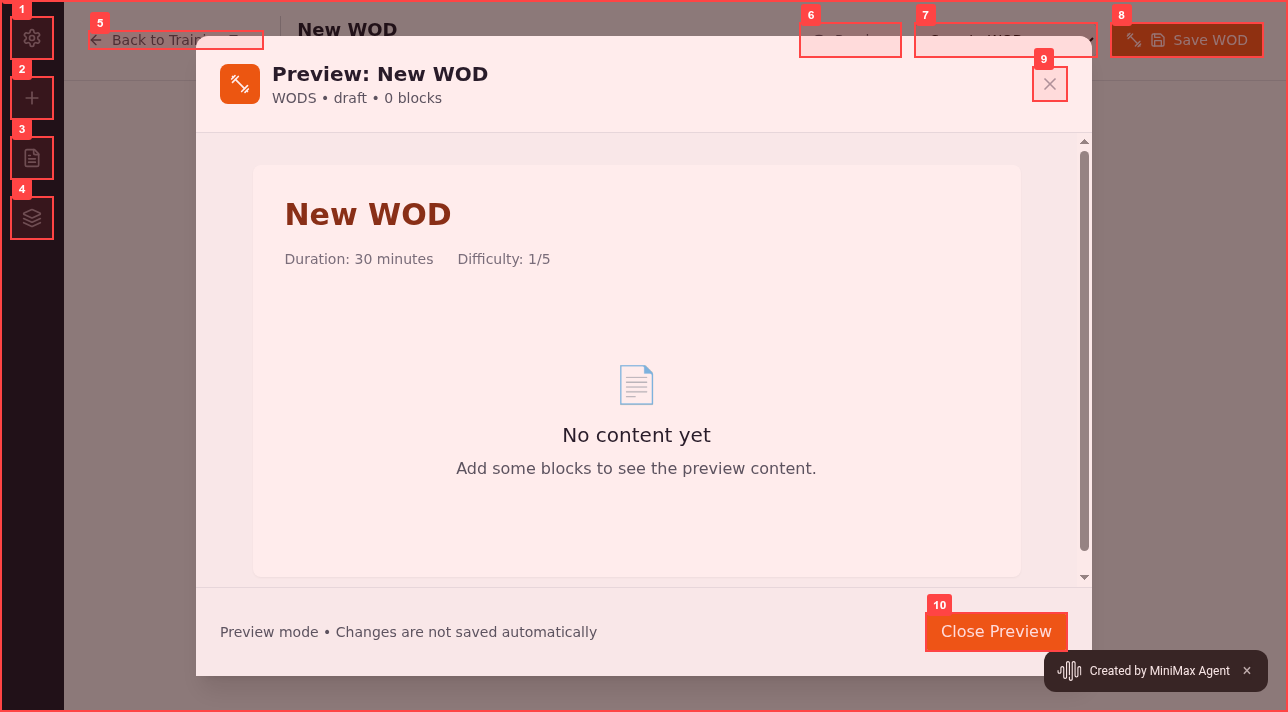 1
2
3
4
5
6
7
8
9
10
New WOD
Save WOD
Preview: New WOD
WODS • draft • 0 blocks
New WOD
Duration: 30 minutes
Difficulty: 1/5
No content yet
Add some blocks to see the preview content.
Preview mode • Changes are not saved automatically
Close Preview
Created by MiniMax Agent ×
Back to